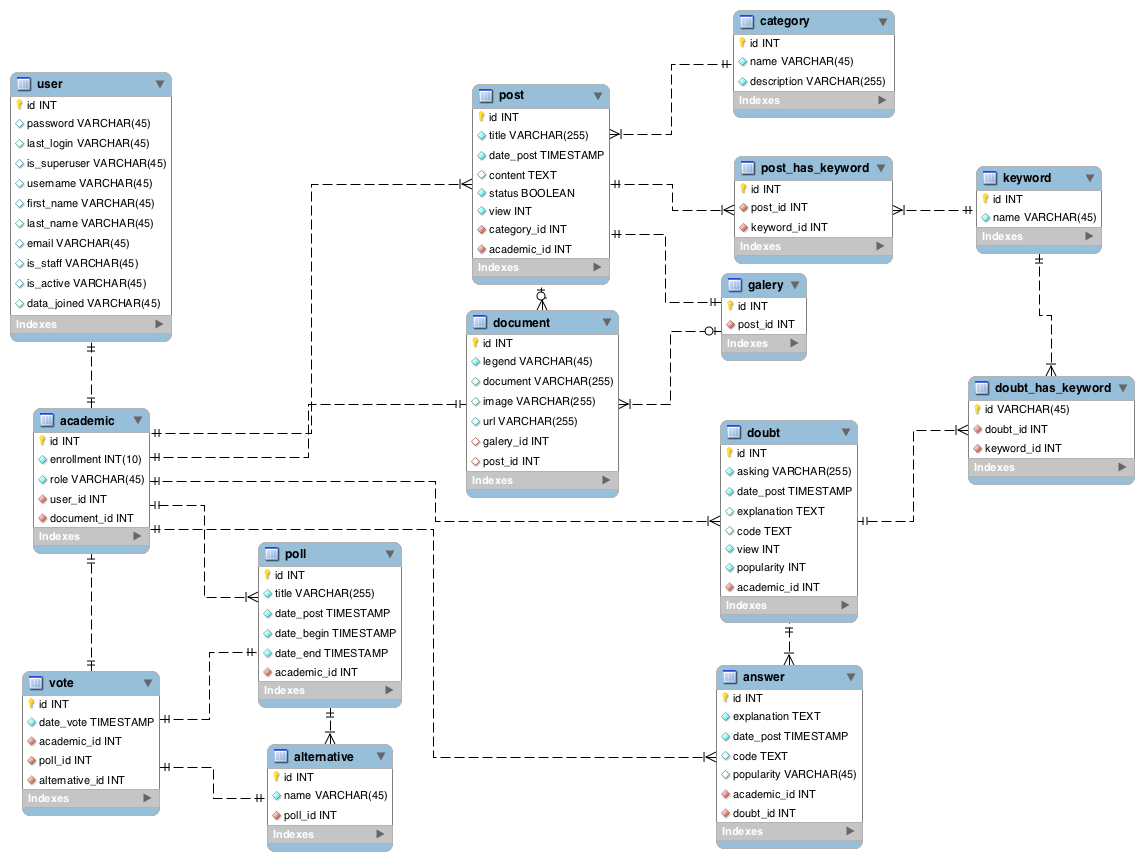 user
id INT
password VARCHAR(45)
last_login VARCHAR(45)
is_superuser VARCHAR(45)
username VARCHAR(45)
first_name VARCHAR(45)
last_name VARCHAR(45)
email VARCHAR(45)
is_staff VARCHAR(45)
is_active VARCHAR(45)
data_joined VARCHAR(45)
Indexes
academic
id INT
enrollment INT(10)
role VARCHAR(45)
user_id INT
document_id INT
Indexes
vote
id INT
date_vote TIMESTAMP
academic_id INT
poll_id INT
alternative_id INT
Indexes
poll
id INT
title VARCHAR(255)
date_post TIMESTAMP
date_begin TIMESTAMP
date_end TIMESTAMP
academic_id INT
Indexes
alternative
id INT
name VARCHAR(45)
poll_id INT
Indexes
post
id INT
title VARCHAR(255)
date_post TIMESTAMP
content TEXT
status BOOLEAN
view INT
category_id INT
academic_id INT
Indexes
document
id INT
legend VARCHAR(45)
document VARCHAR(255)
image VARCHAR(255)
url VARCHAR(255)
galery_id INT
post_id INT
Indexes
category
id INT
name VARCHAR(45)
description VARCHAR(255)
Indexes
post_has_keyword
id INT
post_id INT
keyword_id INT
Indexes
galery
id INT
post_id INT
Indexes
keyword
id INT
name VARCHAR(45)
Indexes
doubt_has_keyword
id VARCHAR(45)
doubt_id INT
keyword_id INT
Indexes
doubt
id INT
asking VARCHAR(255)
date_post TIMESTAMP
explanation TEXT
code TEXT
view INT
popularity INT
academic_id INT
Indexes
answer
id INT
explanation TEXT
date_post TIMESTAMP
code TEXT
popularity VARCHAR(45)
academic_id INT
doubt_id INT
Indexes